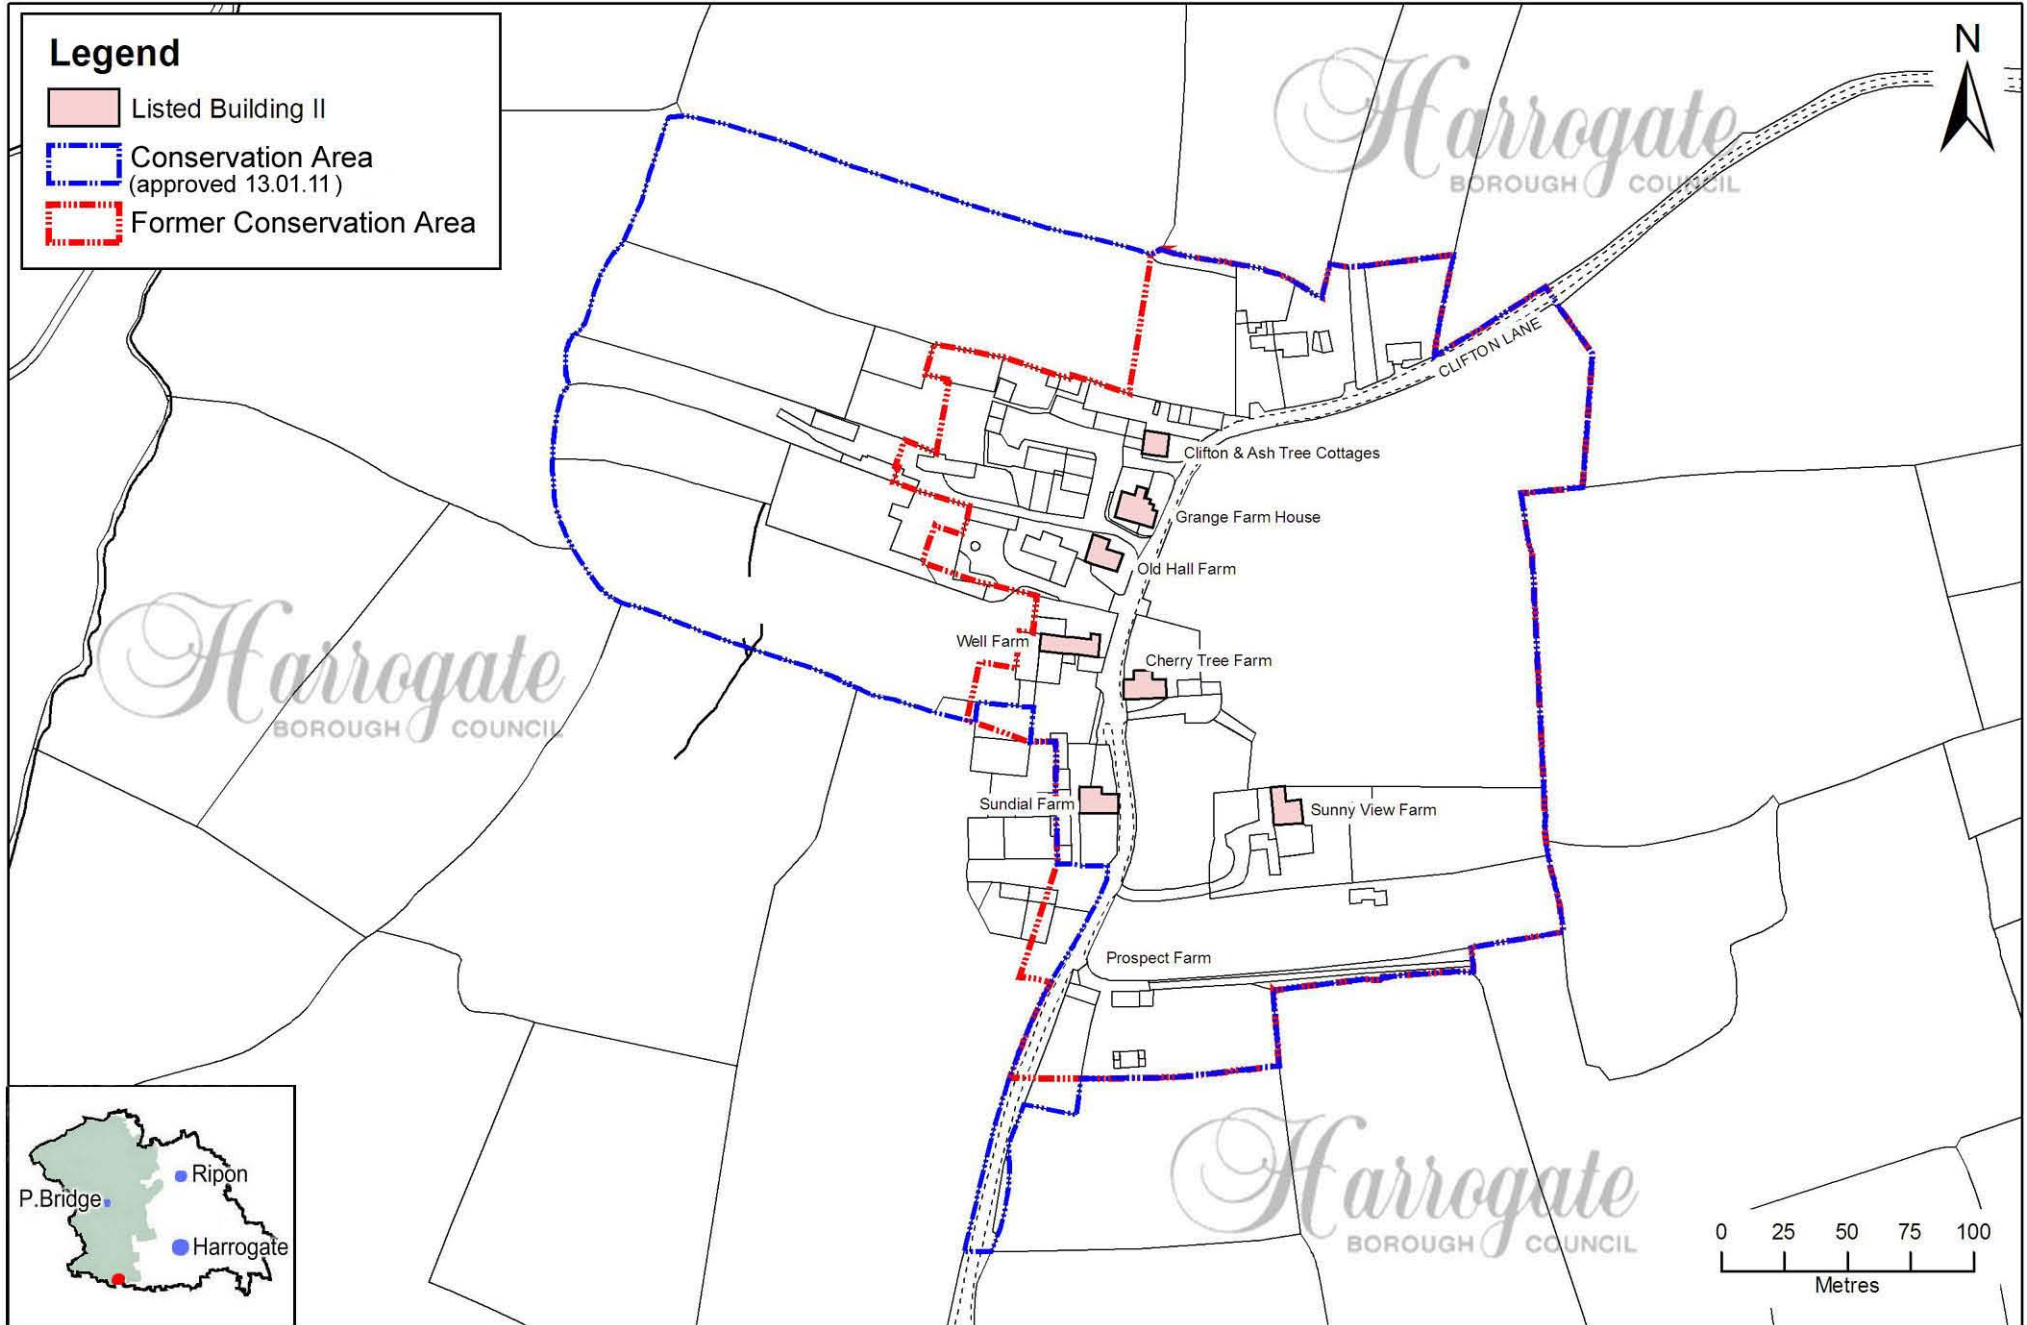 Legend
Listed Building II
Conservation Area
(approved 13.01.11)
Former Conservation Area
Harrogate
BOROUGH COUNCIL
N
CLIFTON LANE
Clifton & Ash Tree Cottages
Grange Farm House
Old Hall Farm
Harrogate
BOROUGH COUNCIL
Well Farm
Cherry Tree Farm
Sundial Farm
Sunny View Farm
Prospect Farm
Ripon
P.Bridge
Harrogate
Harrogate
BOROUGH COUNCIL
0 25 50 75 100
Metres